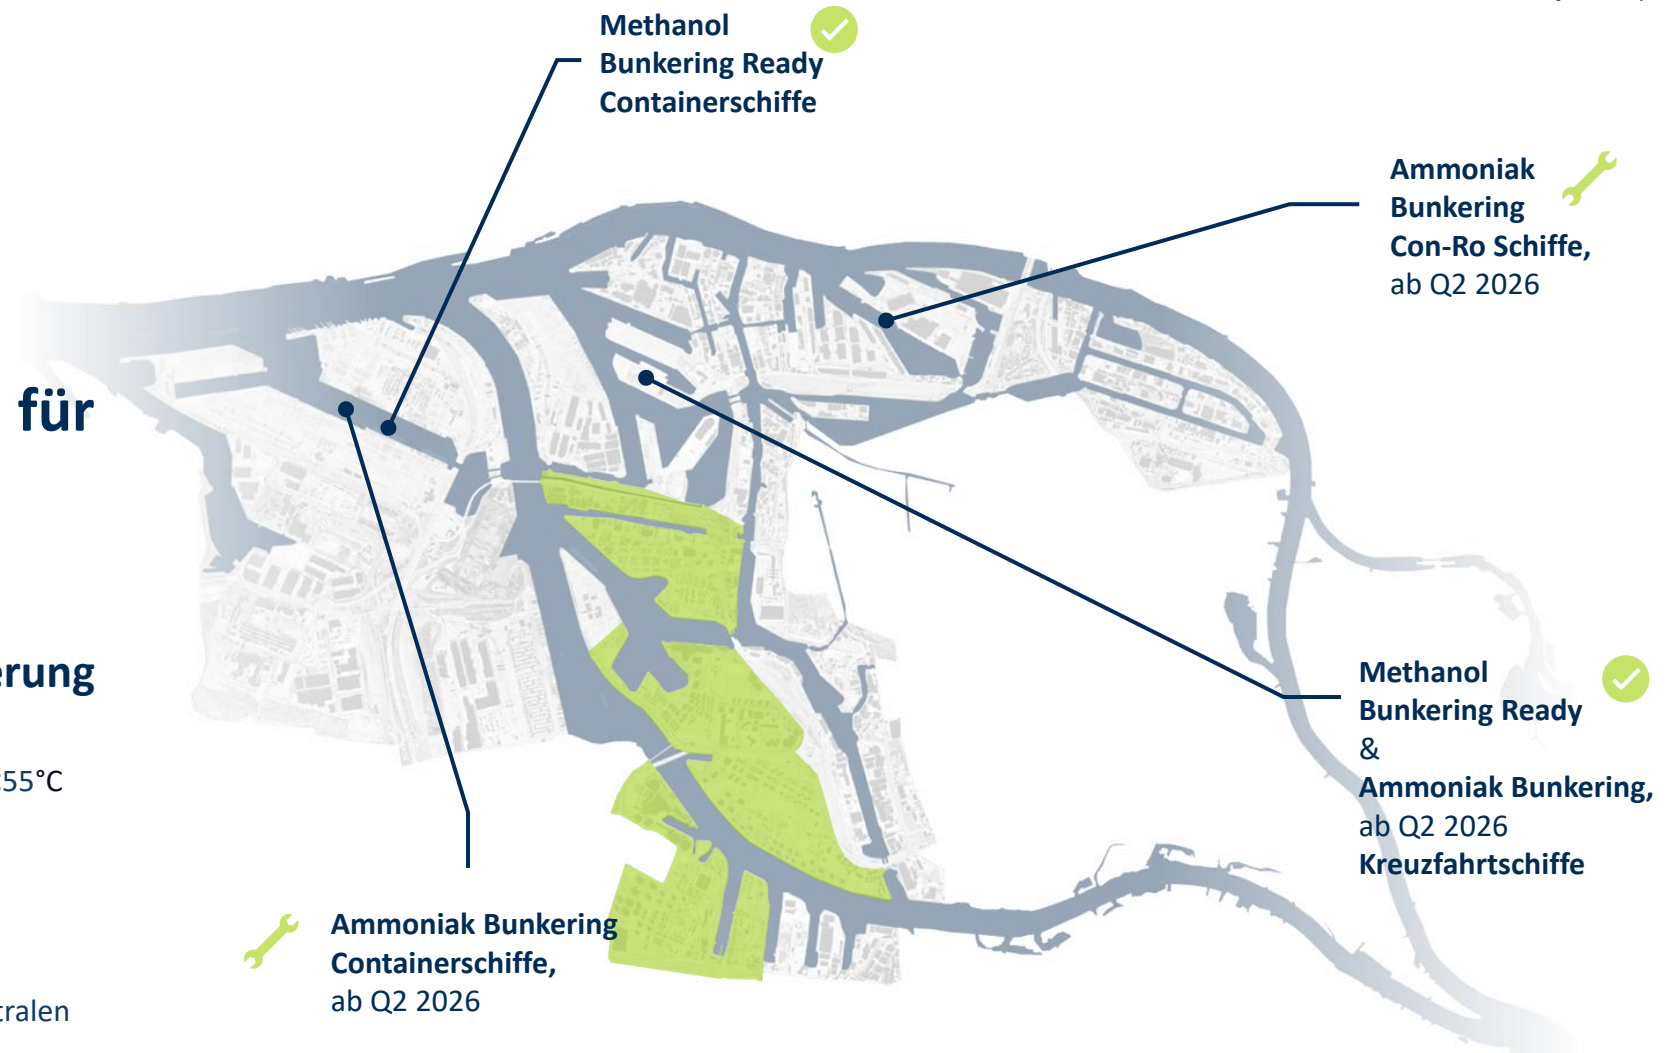 Methanol
Bunkering Ready
Containerschiffe
Ammoniak
Bunkering
Con-Ro Schiffe,
ab Q2 2026
für
erung
55°C
Methanol
Bunkering Ready
&
Ammoniak Bunkering,
ab Q2 2026
Kreuzfahrtschiffe
Ammoniak Bunkering
Containerschiffe,
ab Q2 2026
tralen